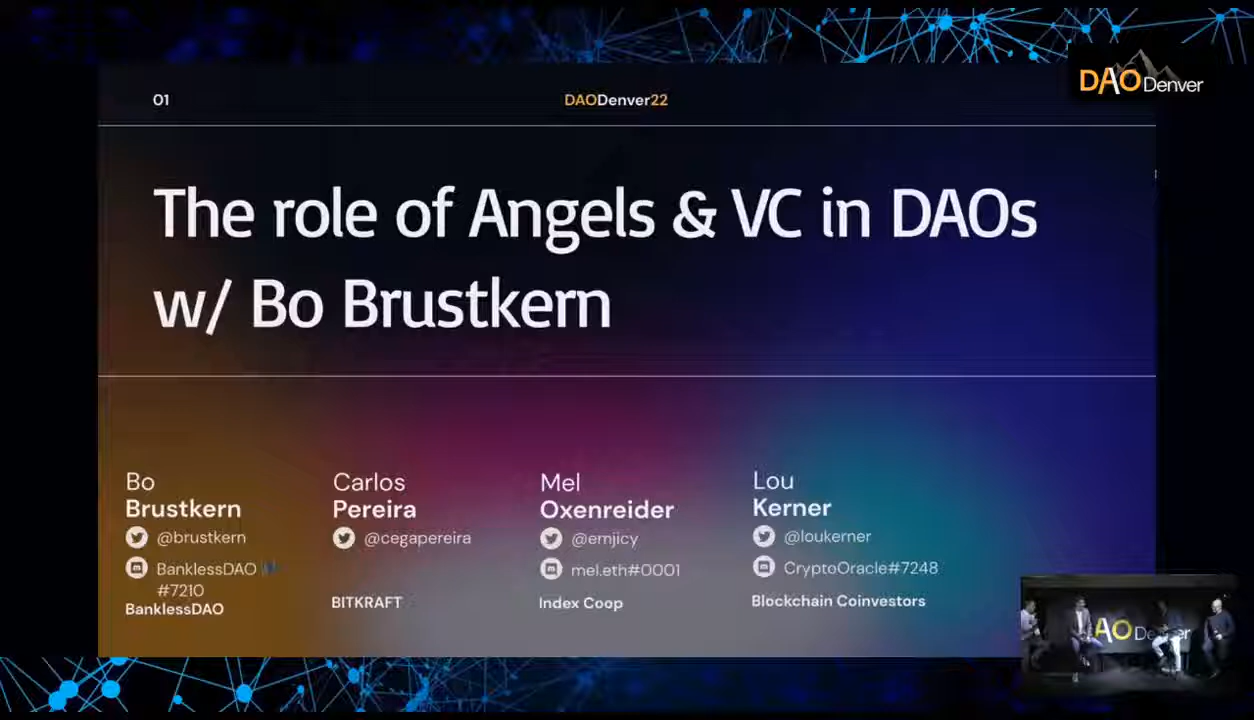 DAODenver
01
DAODenver22
The role of Angels & VC in DAOs
w/ Bo Brustkern
Bo
Brustkern
@brustkern
BanklessDAO
#7210
BanklessDAO
Carlos
Pereira
@cegapereira
BITKRAFT
Mel
Oxenreider
@emjicy
mel.eth#0001
Index Coop
Lou
Kerner
@loukerner
CryptoOracle#7248
Blockchain Coinvestors